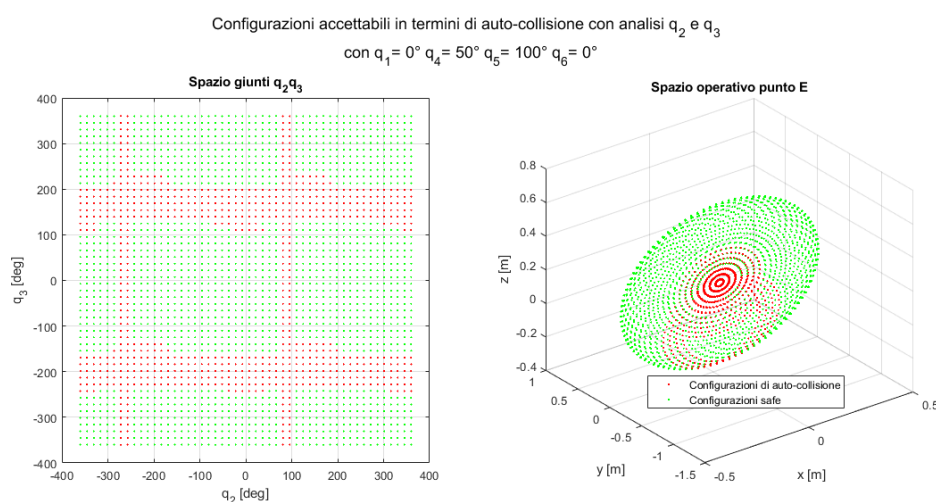 Configurazioni accettabili in termini di auto-collisione con analisi q2 e q3
con q1= 0° q4= 50° q5= 100° q6= 0°
Spazio giunti q2q3
400
300
200
100
0
-100
-200
-300
-400
q3 [deg]
-400 -300 -200 -100 0 100 200 300 400
q2 [deg]
Spazio operativo punto E
0.8
0.6
0.4
0.2
0
-0.2
-0.4
z [m]
1
0.5
0
-0.5
-1
-1.5
y [m]
-0.5
0
0.5
x [m]
Configurazioni di auto-collisione
Configurazioni safe